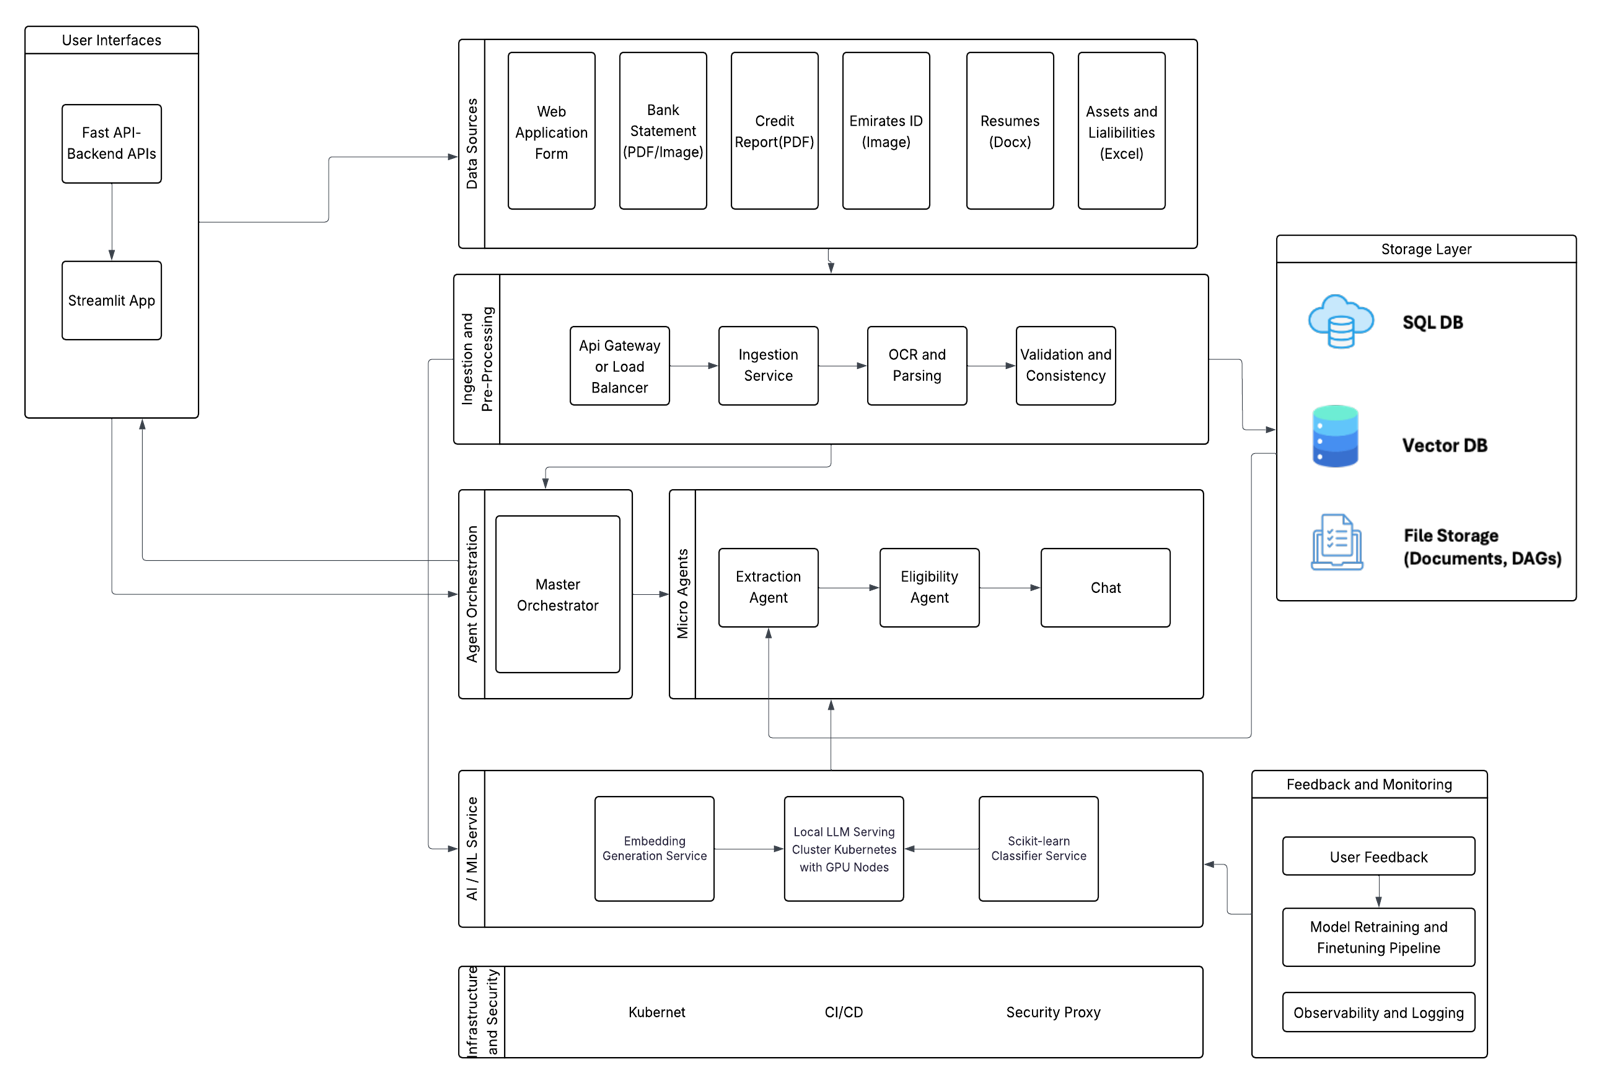 User Interfaces
Fast API-
Backend APIs
Streamlit App
Data Sources
Web
Application
Form
Bank
Statement
(PDF/Image)
Credit
Report(PDF)
Emirates ID
(Image)
Resumes
(Docx)
Assets and
Lialibilities
(Excel)
Ingestion and
Pre-Processing
Api Gateway
or Load
Balancer
Ingestion
Service
OCR and
Parsing
Validation and
Consistency
Storage Layer
SQL DB
Vector DB
File Storage
(Documents, DAGs)
Agent Orchestration
Master
Orchestrator
Micro Agents
Extraction
Agent
Eligibility
Agent
Chat
AI / ML Service
Embedding
Generation Service
Local LLM Serving
Cluster Kubernetes
with GPU Nodes
Scikit-learn
Classifier Service
Feedback and Monitoring
User Feedback
Model Retraining and
Finetuning Pipeline
Observability and Logging
Infrastructure
and Security
Kubernet
CI/CD
Security Proxy